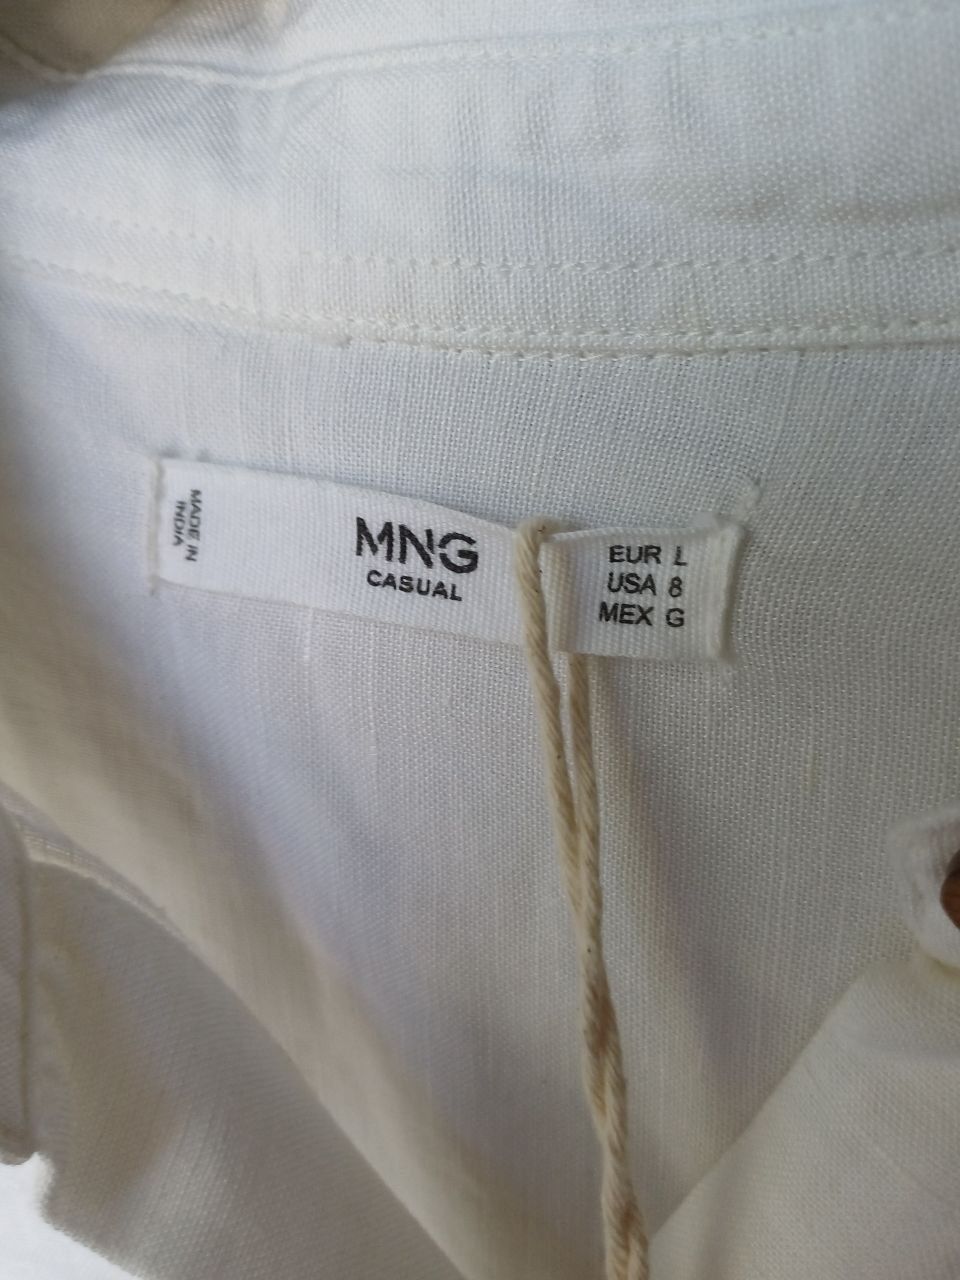 MADE IN
INDIA
MNG
CASUAL
EUR L
USA 8
MEX G